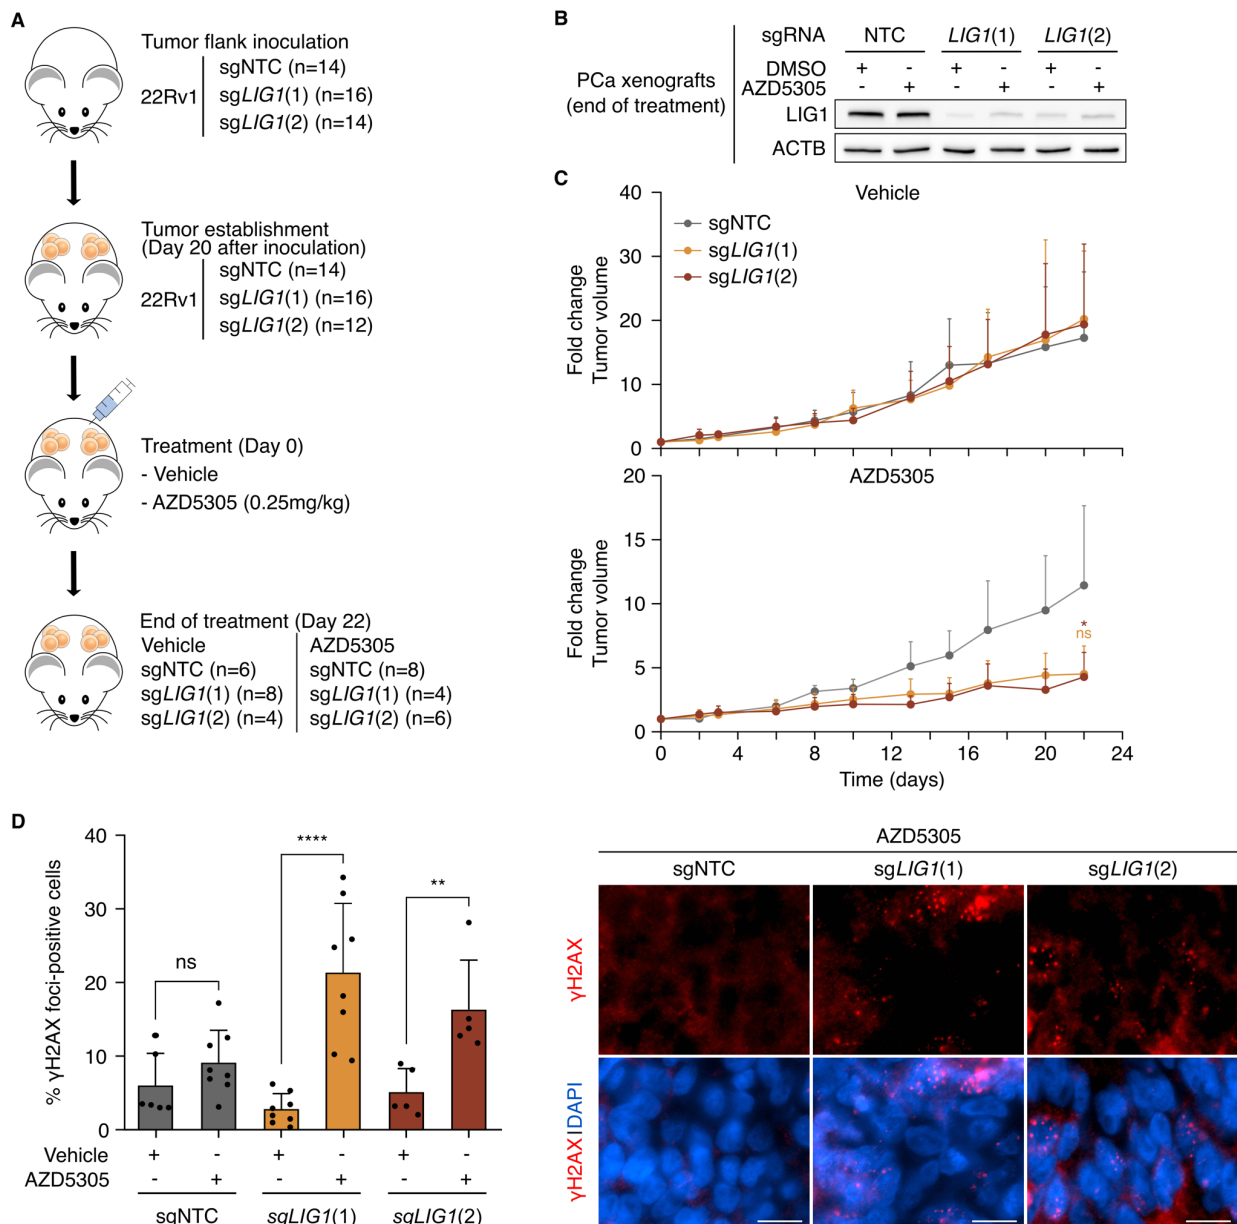 A
Tumor flank inoculation
22Rv1
sgNTC (n=14)
sgLIG1(1) (n=16)
sgLIG1(2) (n=14)
Tumor establishment
(Day 20 after inoculation)
22Rv1
sgNTC (n=14)
sgLIG1(1) (n=16)
sgLIG1(2) (n=12)
Treatment (Day 0)
- Vehicle
- AZD5305 (0.25mg/kg)
End of treatment (Day 22)
Vehicle AZD5305
sgNTC (n=6) sgNTC (n=8)
sgLIG1(1) (n=8) sgLIG1(1) (n=4)
sgLIG1(2) (n=4) sgLIG1(2) (n=6)
B
PCa xenografts
(end of treatment)
sgRNA NTC LIG1(1) LIG1(2)
DMSO + - + - + -
AZD5305 - + - + - +
LIG1
ACTB
C
Vehicle
Fold change
Tumor volume
40
30
20
10
0
sgNTC
sgLIG1(1)
sgLIG1(2)
AZD5305
Fold change
Tumor volume
20
15
10
5
0
*
ns
0 4 8 12 16 20 24
Time (days)
D
% γH2AX foci-positive cells
40
30
20
10
0
ns
****
**
Vehicle + - + - + -
AZD5305 - + - + - +
sgNTC sgLIG1(1) sgLIG1(2)
AZD5305
sgNTC sgLIG1(1) sgLIG1(2)
γH2AX
γH2AX|DAPI